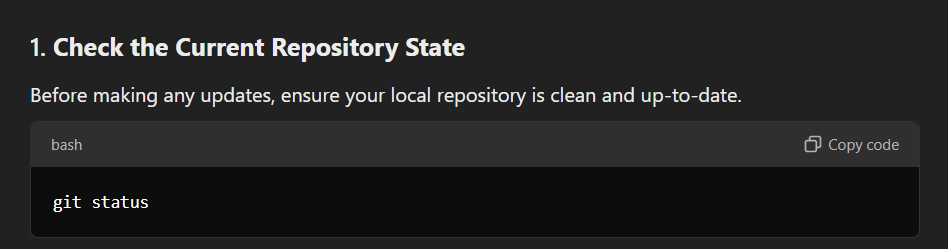 1. Check the Current Repository State
Before making any updates, ensure your local repository is clean and up-to-date.
bash
Copy code
git status